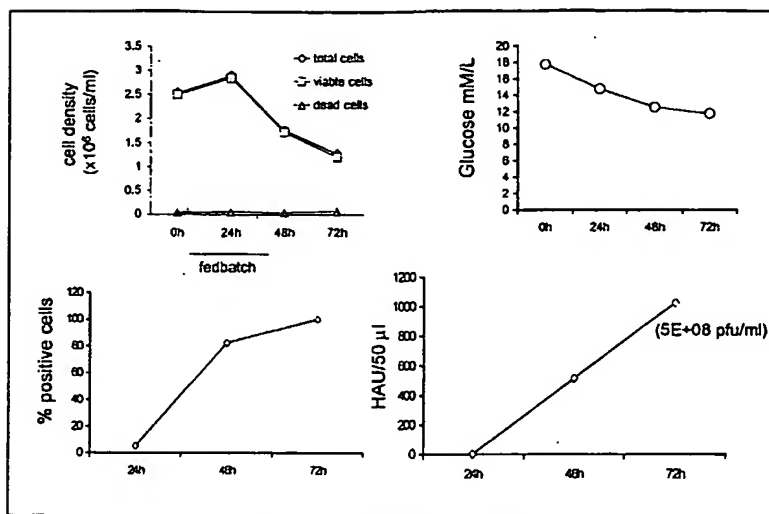 3.5
3
2.5
2
1.5
1
0.5
0
cell density
(x10⁶ cells/ml)
total cells
viable cells
dead cells
0h 24h 48h 72h
fedbatch
20
18
16
14
12
10
8
6
4
2
0
Glucose mM/L
0h 24h 48h 72h
120
100
80
60
40
20
0
% positive cells
24h 48h 72h
1200
1000
800
600
400
200
0
HAU/50 µl
(5E+08 pfu/ml)
24h 48h 72h